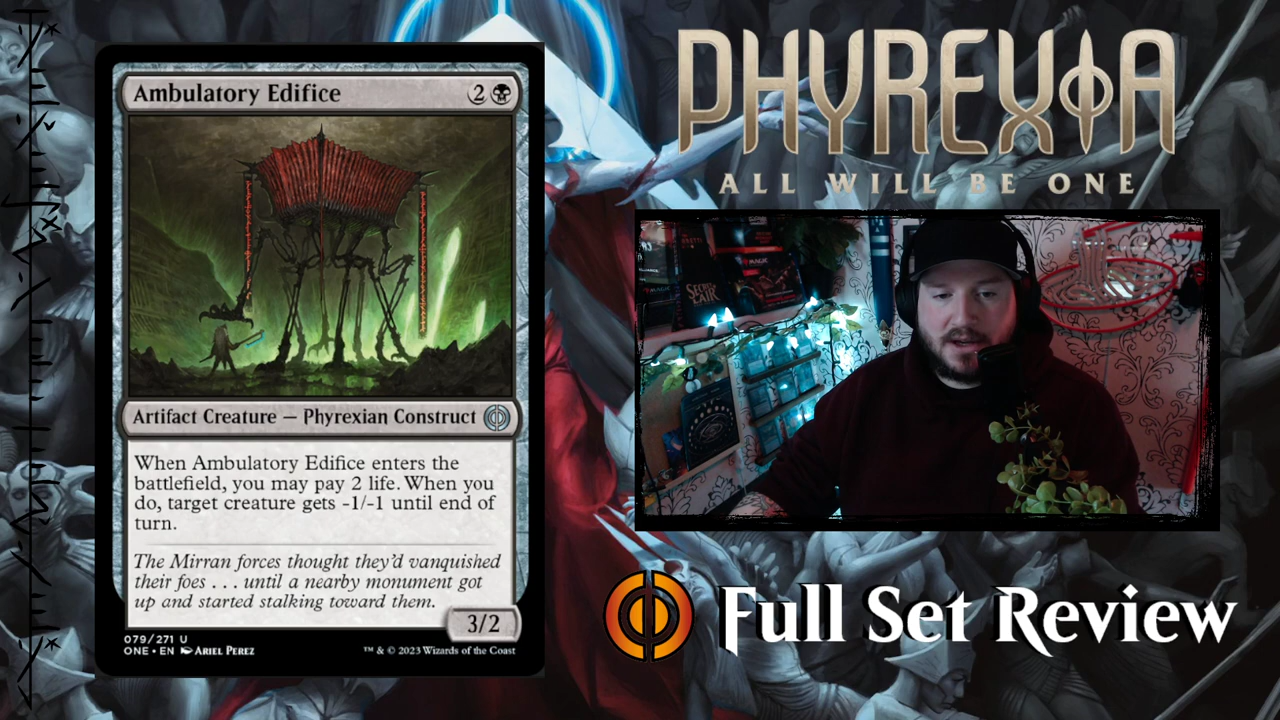 Ambulatory Edifice
2
Artifact Creature — Phyrexian Construct
When Ambulatory Edifice enters the
battlefield, you may pay 2 life. When you
do, target creature gets -1/-1 until end of
turn.
The Mirran forces thought they’d vanquished
their foes . . . until a nearby monument got
up and started stalking toward them.
3/2
079/271 U
ONE • EN ARIEL PEREZ
™ & © 2023 Wizards of the Coast
PHYREXIA
ALL WILL BE ONE
SECRET
LAIR
MAGIC
Full Set Review